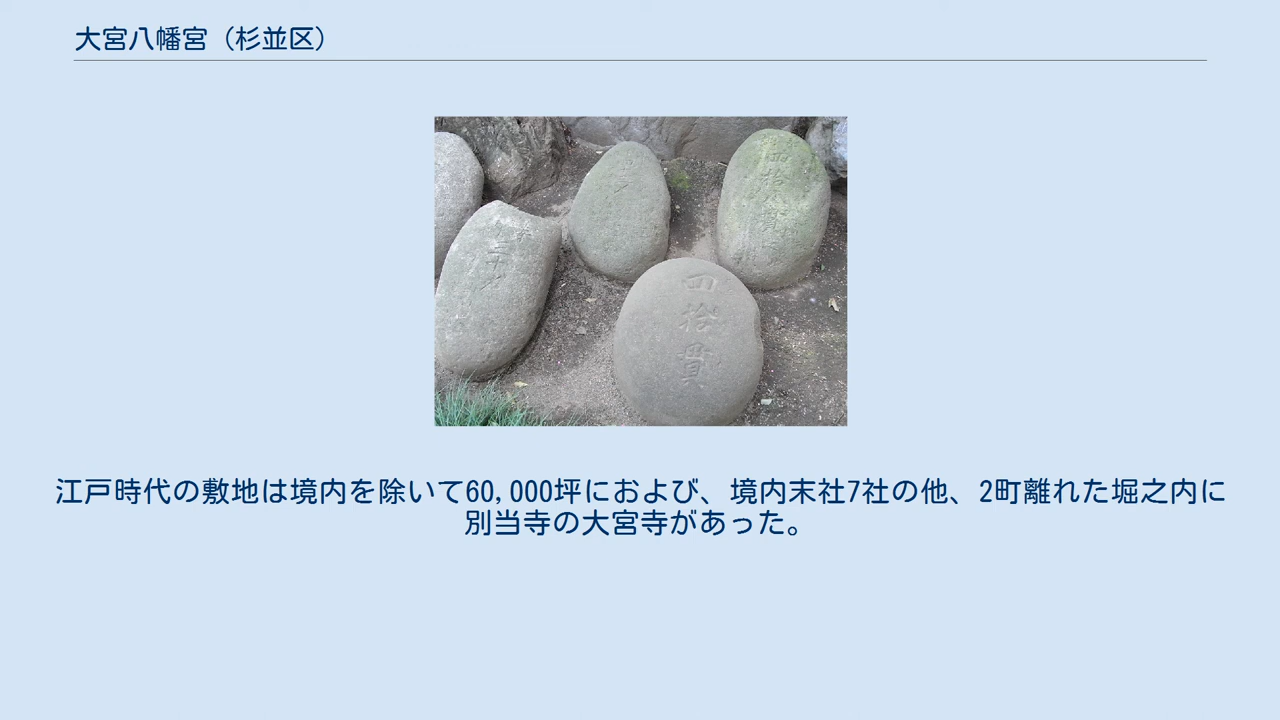 大宮八幡宮（杉並区）
四拾貫
江戸時代の敷地は境内を除いて60,000坪におよび、境内末社7社の他、2町離れた堀之内に
別当寺の大宮寺があった。